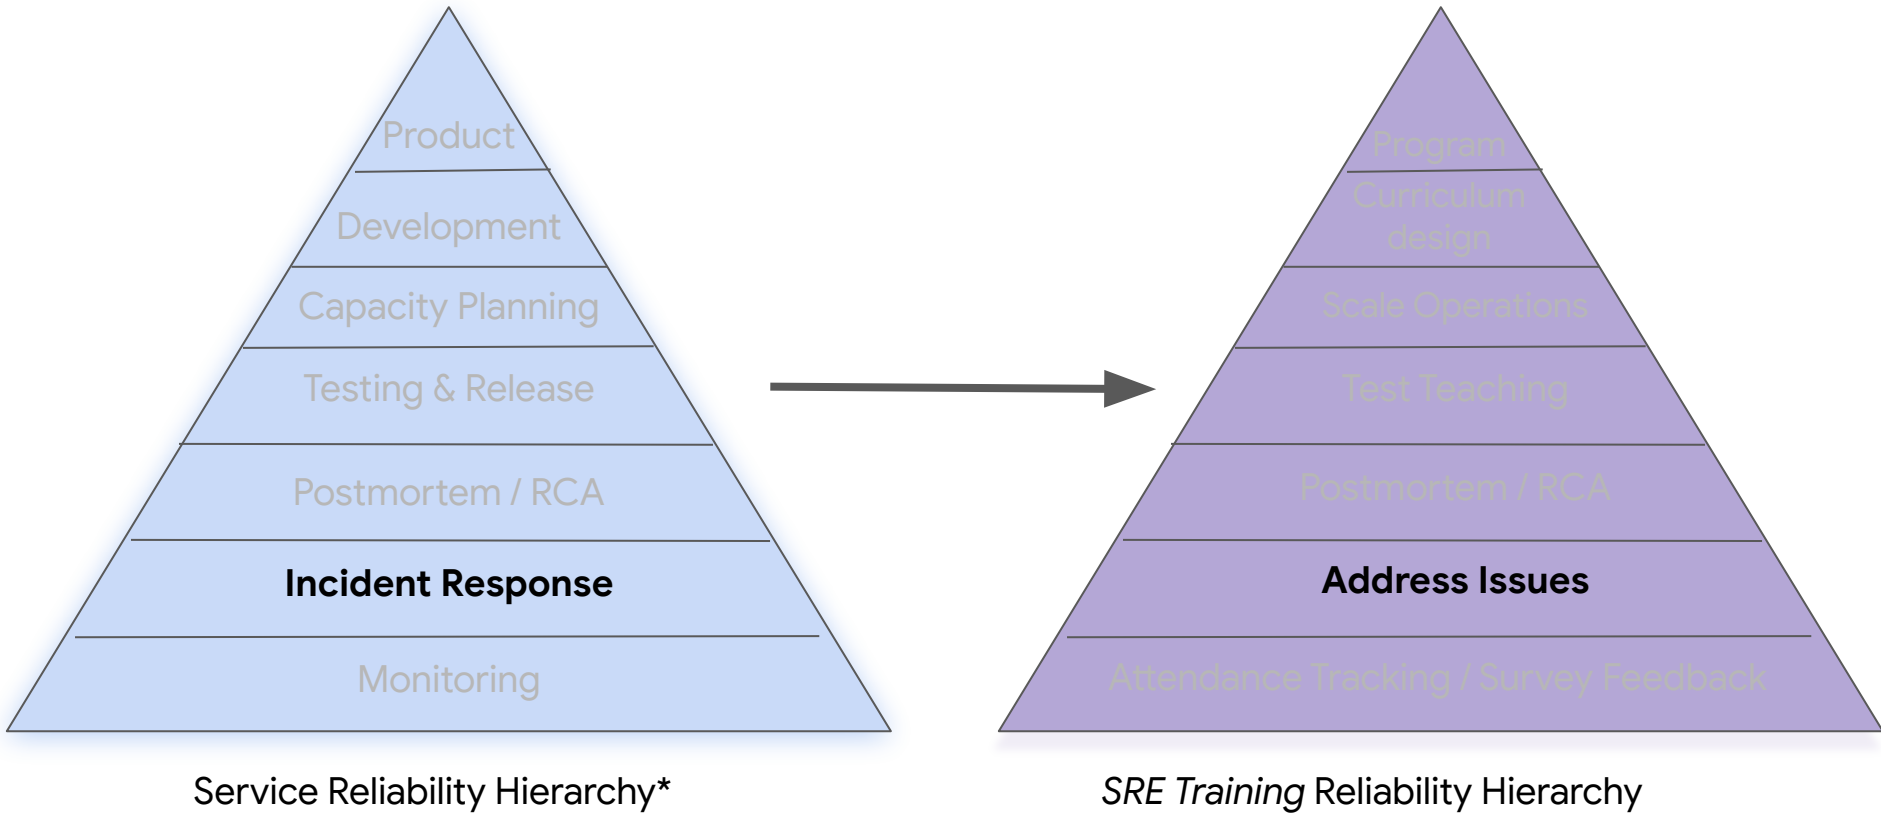 Product
Development
Capacity Planning
Testing & Release
Postmortem / RCA
Incident Response
Monitoring
Service Reliability Hierarchy*
Program
Curriculum
design
Scale Operations
Test Teaching
Postmortem / RCA
Address Issues
Attendance Tracking / Survey Feedback
SRE Training Reliability Hierarchy